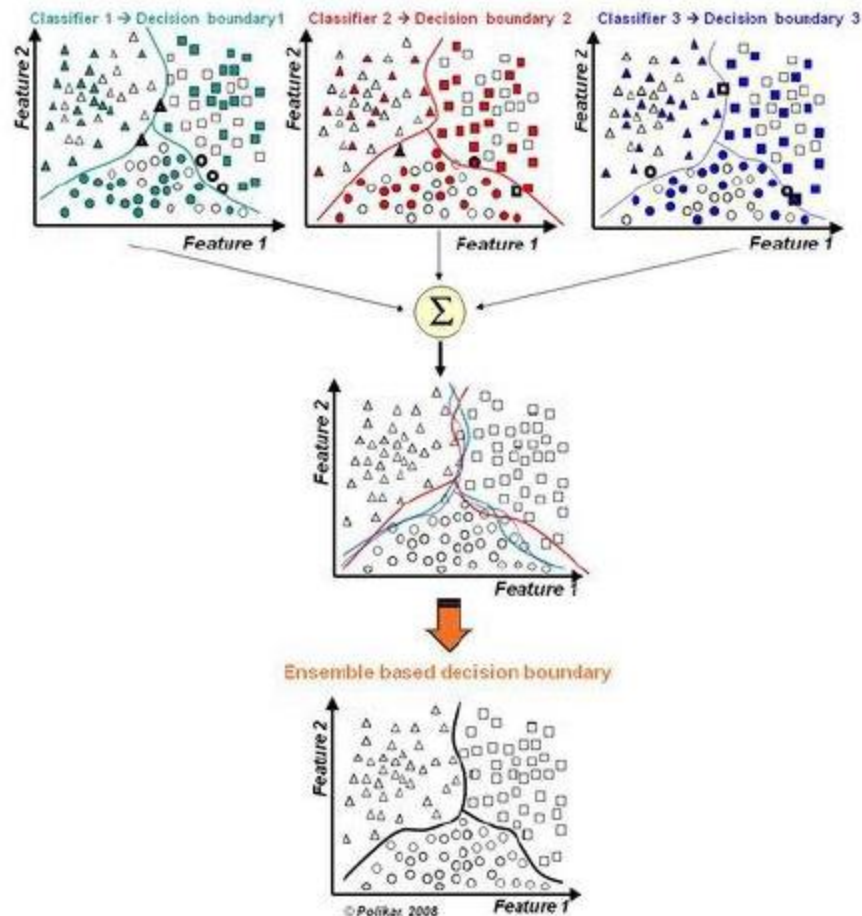 Classifier 1 → Decision boundary1
Classifier 2 → Decision boundary 2
Classifier 3 → Decision boundary 3
Feature 2
Feature 2
Feature 2
Feature 1
Feature 1
Feature 1
Σ
Feature 2
Feature 1
Ensemble based decision boundary
Feature 2
Feature 1
© Polikar, 2008